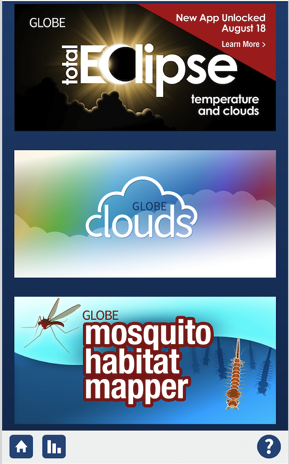 GLOBE
New App Unlocked
August 18
Learn More >
total Eclipse
temperature
and clouds
GLOBE
clouds
GLOBE
mosquito
habitat
mapper
?